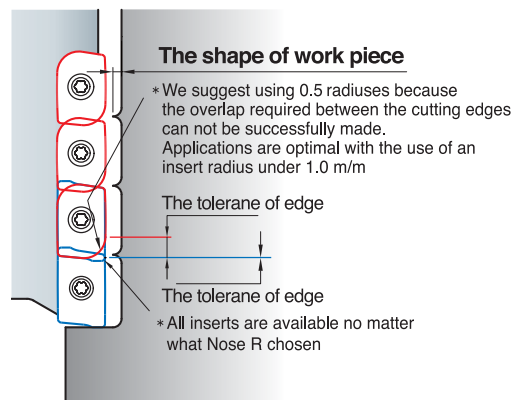 The shape of work piece
* We suggest using 0.5 radiuses because
the overlap required between the cutting edges
can not be successfully made.
Applications are optimal with the use of an
insert radius under 1.0 m/m
The tolerane of edge
The tolerane of edge
* All inserts are available no matter
what Nose R chosen